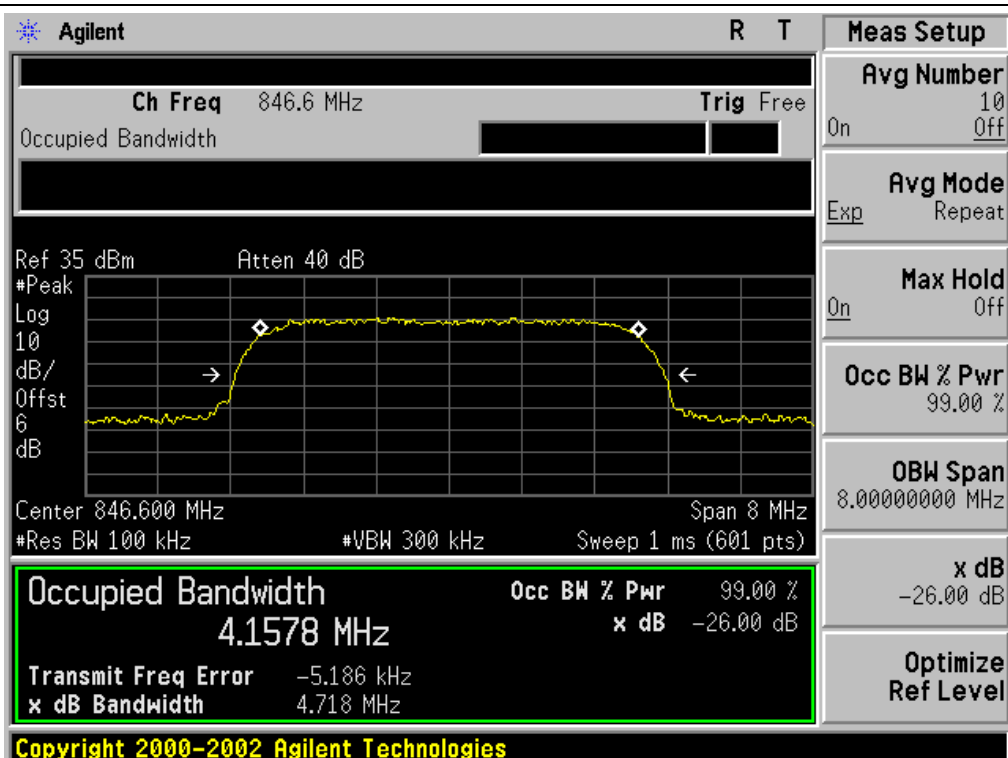 Agilent R T
Ch Freq 846.6 MHz Trig Free
Occupied Bandwidth
Ref 35 dBm Atten 40 dB
#Peak
Log
10
dB/
Offst
6
dB
Center 846.600 MHz Span 8 MHz
#Res BW 100 kHz #VBW 300 kHz Sweep 1 ms (601 pts)
Occupied Bandwidth
4.1578 MHz
Occ BW % Pwr 99.00 %
x dB -26.00 dB
Transmit Freq Error -5.186 kHz
x dB Bandwidth 4.718 MHz
Copyright 2000-2002 Agilent Technologies
Meas Setup
Avg Number
10
On Off
Avg Mode
Exp Repeat
Max Hold
On Off
Occ BW % Pwr
99.00 %
OBW Span
8.00000000 MHz
x dB
-26.00 dB
Optimize
Ref Level